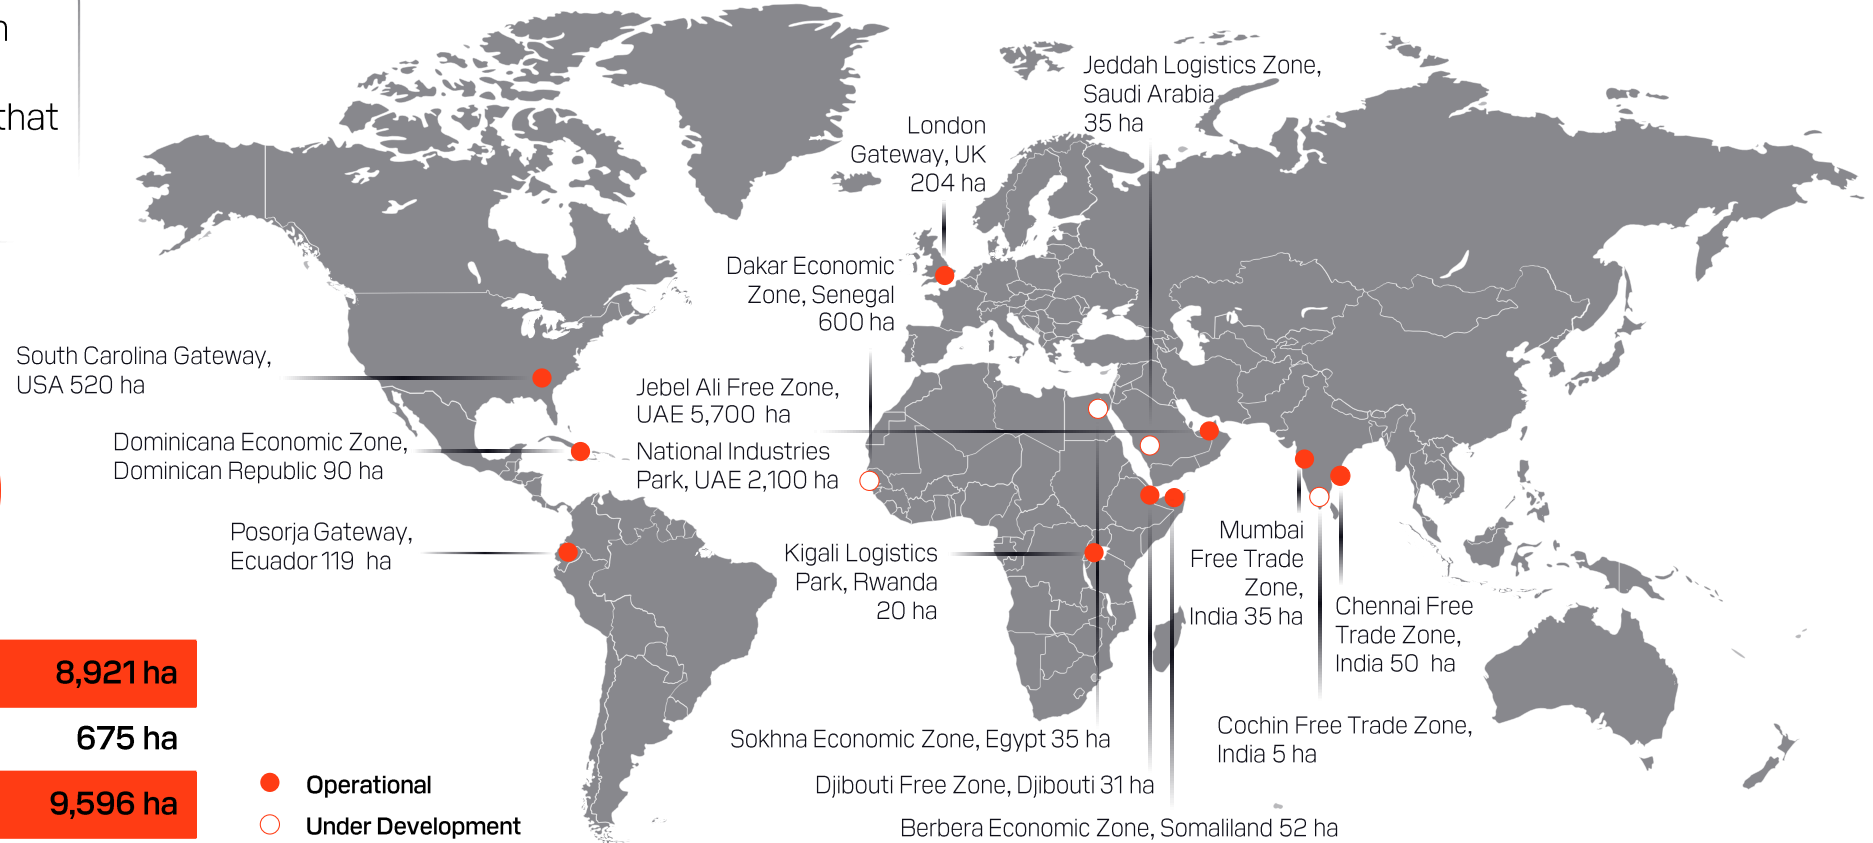 n
that
Jeddah Logistics Zone,
Saudi Arabia
35 ha
London
Gateway, UK
204 ha
Dakar Economic
Zone, Senegal
600 ha
South Carolina Gateway,
USA 520 ha
Jebel Ali Free Zone,
UAE 5,700 ha
National Industries
Park, UAE 2,100 ha
Dominicana Economic Zone,
Dominican Republic 90 ha
Posorja Gateway,
Ecuador 119 ha
Kigali Logistics
Park, Rwanda
20 ha
Mumbai
Free Trade
Zone,
India 35 ha
Chennai Free
Trade Zone,
India 50 ha
Cochin Free Trade Zone,
India 5 ha
Sokhna Economic Zone, Egypt 35 ha
Djibouti Free Zone, Djibouti 31 ha
Berbera Economic Zone, Somaliland 52 ha
8,921 ha
675 ha
9,596 ha
Operational
Under Development